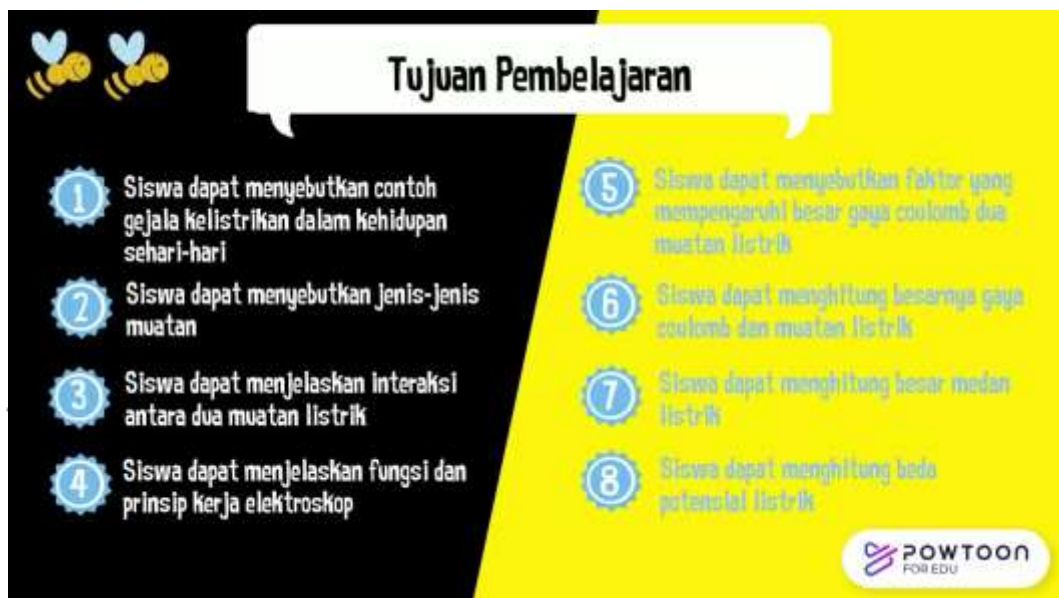 Tujuan Pembelajaran
1
Siswa dapat menyebutkan contoh
gejala kelistrikan dalam kehidupan
sehari-hari
2
Siswa dapat menyebutkan jenis-jenis
muatan
3
Siswa dapat menjelaskan interaksi
antara dua muatan listrik
4
Siswa dapat menjelaskan fungsi dan
prinsip kerja elektroskop
5
Siswa dapat menyebutkan faktor yang
mempengaruhi besar gaya coulomb dua
muatan listrik
6
Siswa dapat menghitung besarnya gaya
coulomb dan muatan listrik
7
Siswa dapat menghitung besar medan
listrik
8
Siswa dapat menghitung beda
potensial listrik
POWTOON
FOR EDU